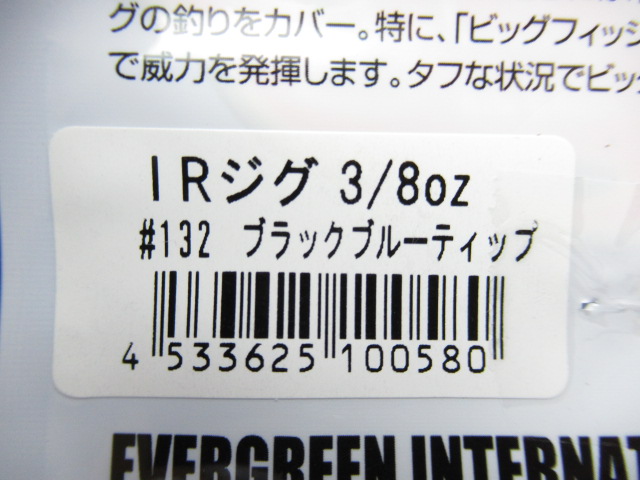 グの釣りをカバー。特に、「ビッグフィッシ
で威力を発揮します。タフな状況でビッ
IRジグ 3/8oz
#132 ブラックブルーティップ
4 533625 100580
EVERGREEN INTERNAT